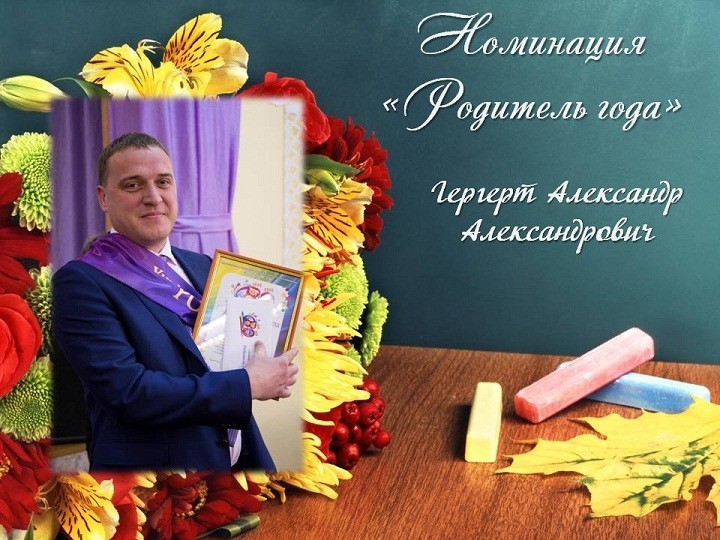 Номинация
«Родитель года»
Гергерт Александр
Александрович